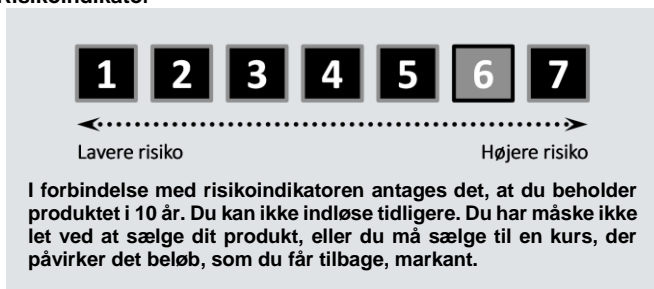 Risikoindikator
1 2 3 4 5 6 7
Lavere risiko Højere risiko
I forbindelse med risikoindikatoren antages det, at du beholder
produktet i 10 år. Du kan ikke indløse tidligere. Du har måske ikke
let ved at sælge dit produkt, eller du må sælge til en kurs, der
påvirker det beløb, som du får tilbage, markant.